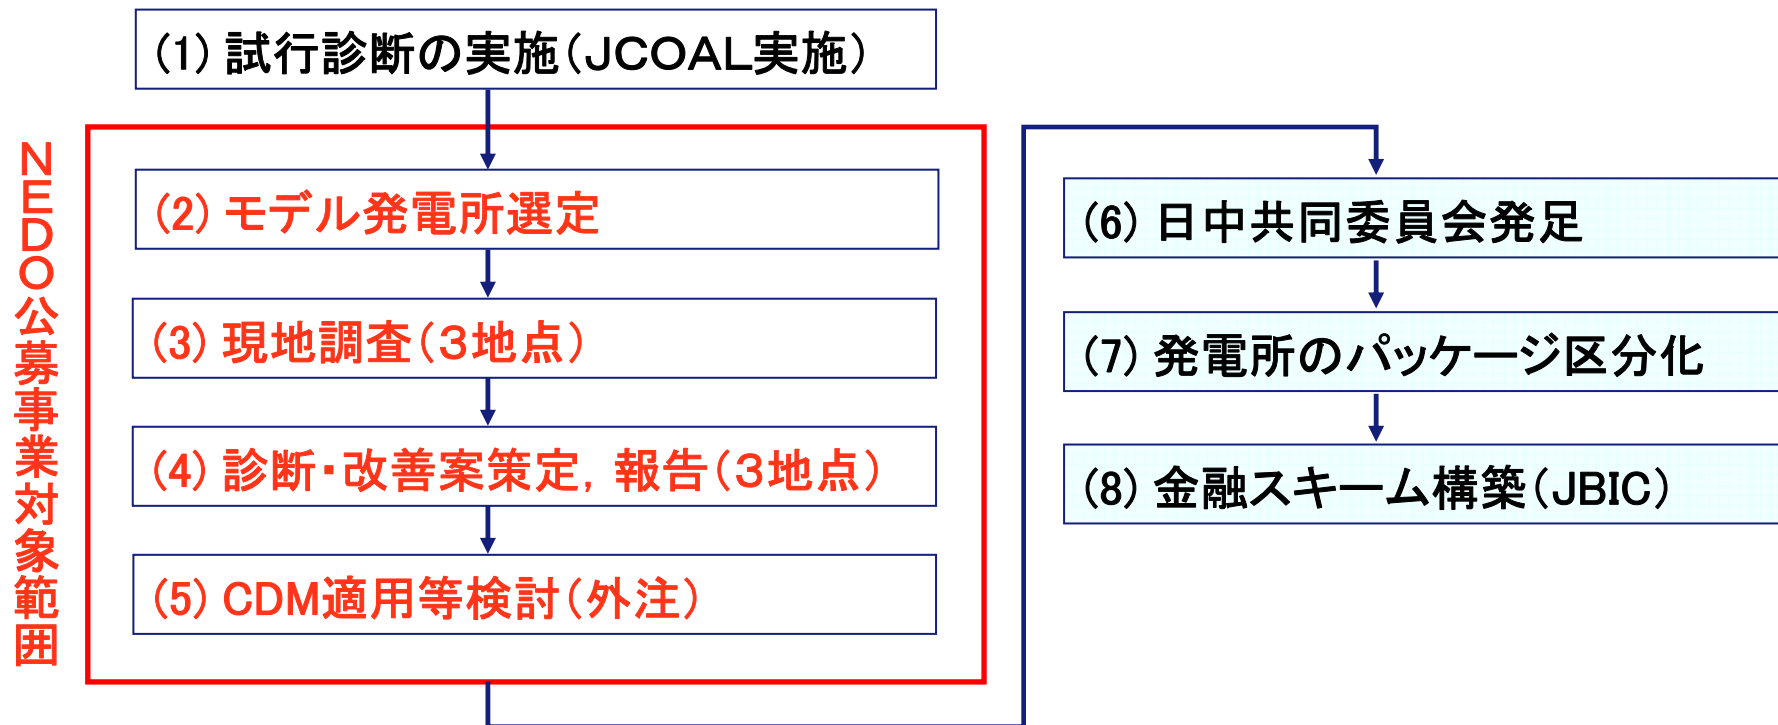 (1) 試行診断の実施（ＪＣＯＡＬ実施）
ＮＥＤＯ公募事業対象範囲
(2) モデル発電所選定
(3) 現地調査（３地点）
(4) 診断・改善案策定，報告（３地点）
(5) CDM適用等検討（外注）
(6) 日中共同委員会発足
(7) 発電所のパッケージ区分化
(8) 金融スキーム構築（JBIC）